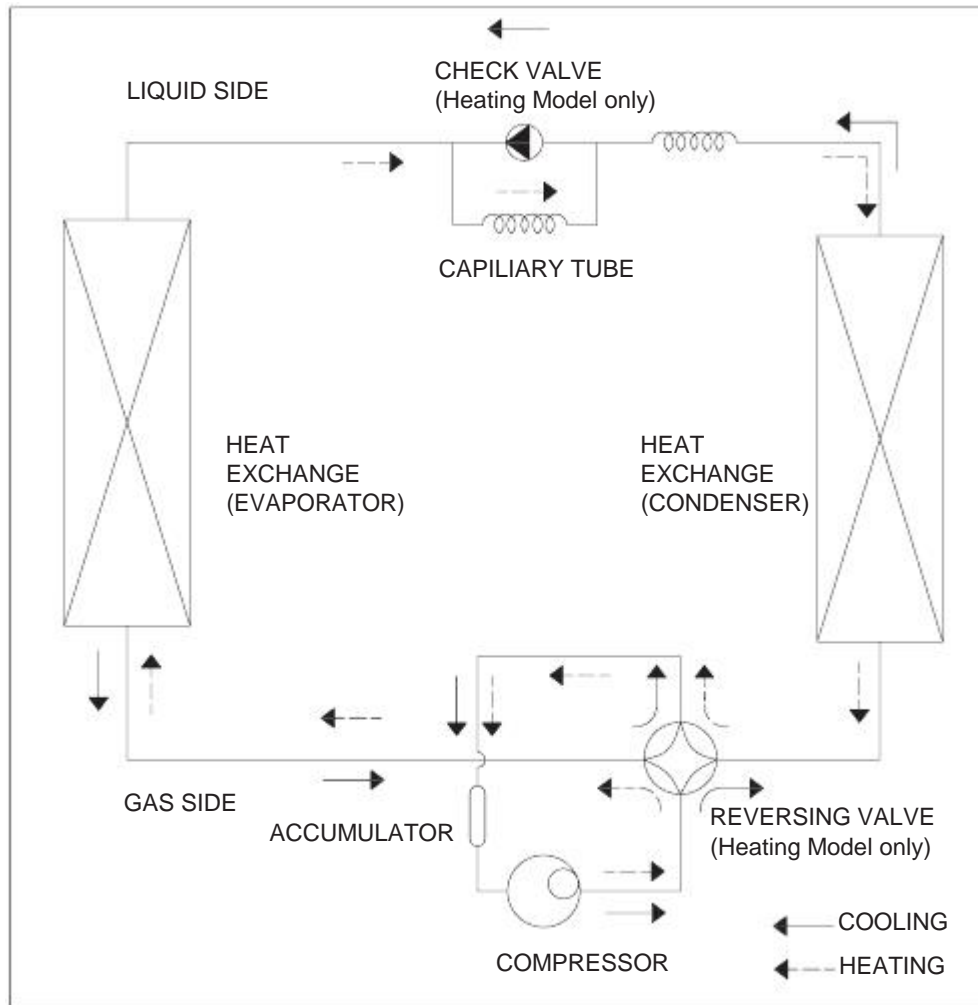 CHECK VALVE
(Heating Model only)
LIQUID SIDE
CAPILIARY TUBE
HEAT
EXCHANGE
(EVAPORATOR)
HEAT
EXCHANGE
(CONDENSER)
GAS SIDE
ACCUMULATOR
REVERSING VALVE
(Heating Model only)
COMPRESSOR
COOLING
HEATING